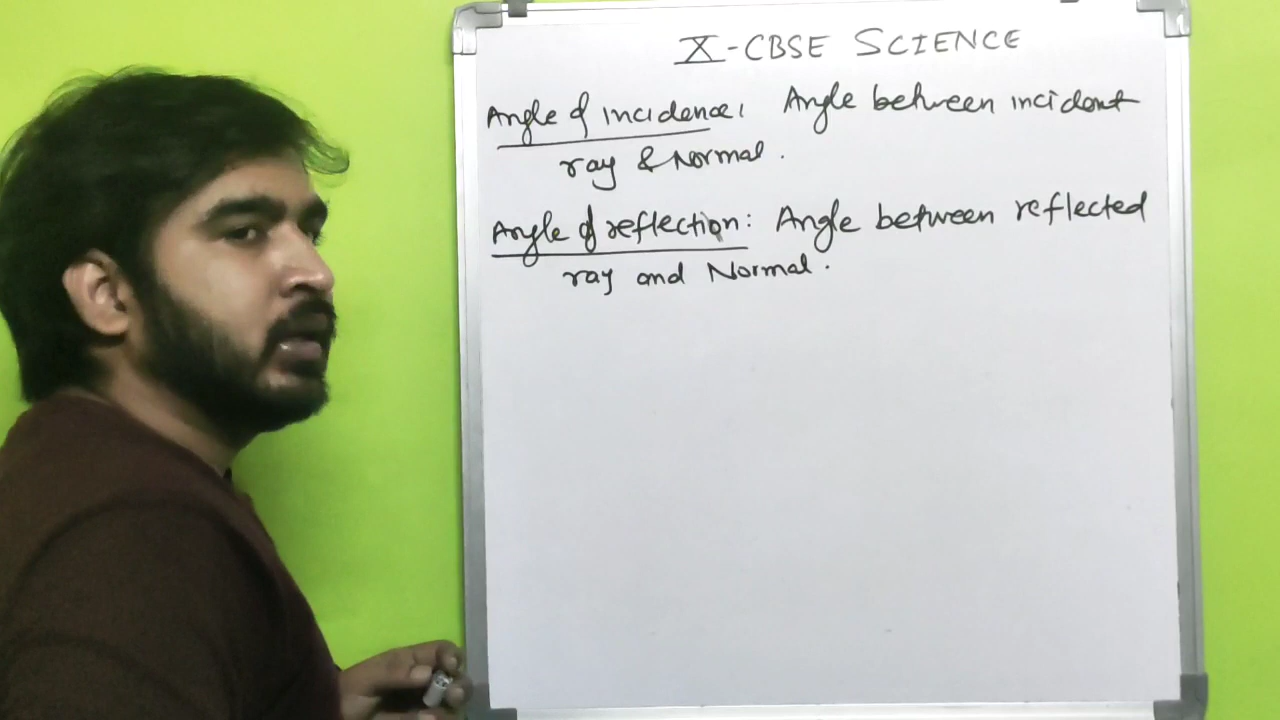 X-CBSE SCIENCE
Angle of incidence: Angle between incident
ray & Normal.
Angle of reflection: Angle between reflected
ray and Normal.